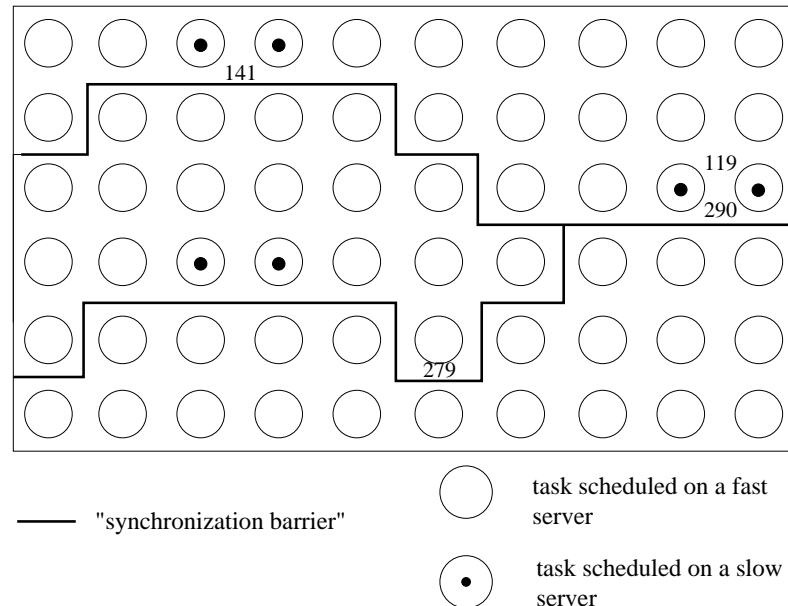 141
119
290
279
task scheduled on a fast
server
"synchronization barrier"
task scheduled on a slow
server